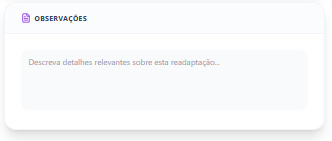 OBSERVAÇÕES
Descreva detalhes relevantes sobre esta readaptação...